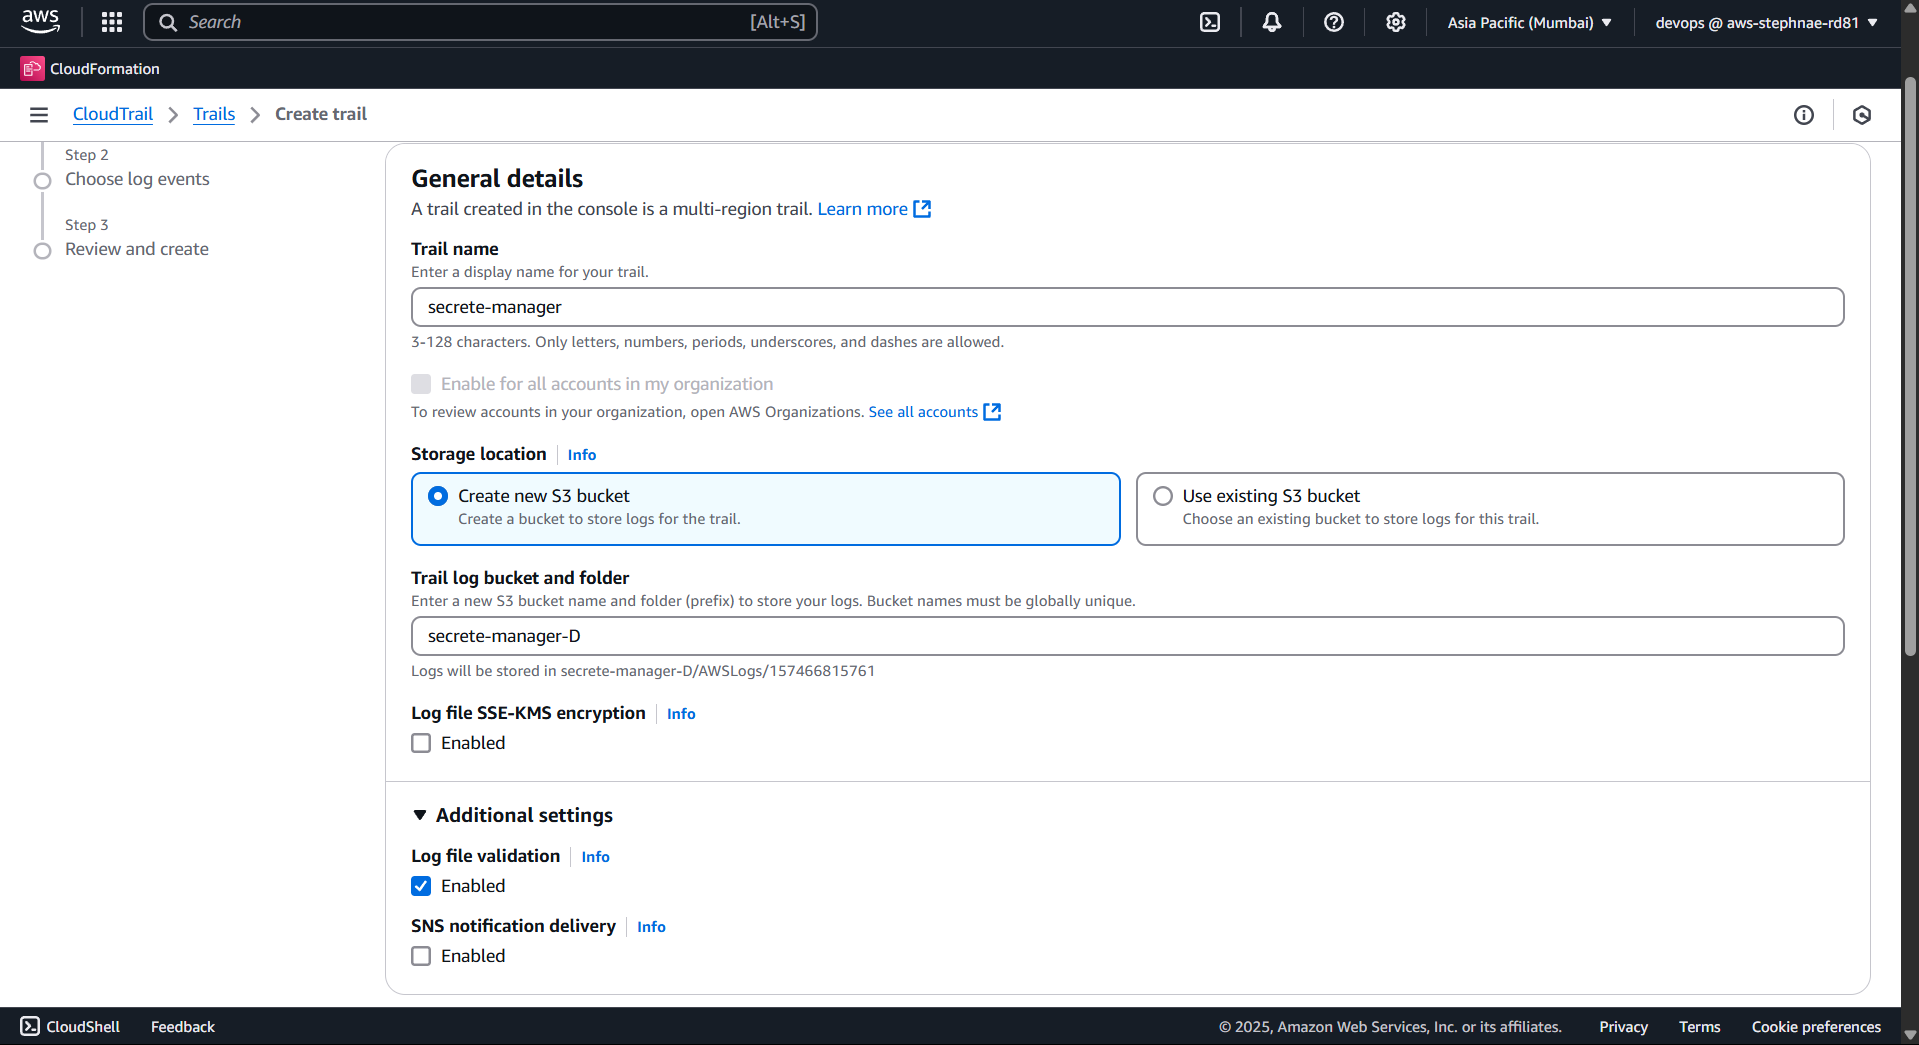 aws
Search [Alt+S]
Asia Pacific (Mumbai)
devops @ aws-stephnae-rd81
CloudFormation
CloudTrail
Trails
Create trail
Step 2
Choose log events
Step 3
Review and create
General details
A trail created in the console is a multi-region trail. Learn more
Trail name
Enter a display name for your trail.
secrete-manager
3-128 characters. Only letters, numbers, periods, underscores, and dashes are allowed.
Enable for all accounts in my organization
To review accounts in your organization, open AWS Organizations. See all accounts
Storage location Info
Create new S3 bucket
Create a bucket to store logs for the trail.
Use existing S3 bucket
Choose an existing bucket to store logs for this trail.
Trail log bucket and folder
Enter a new S3 bucket name and folder (prefix) to store your logs. Bucket names must be globally unique.
secrete-manager-D
Logs will be stored in secrete-manager-D/AWSLogs/157466815761
Log file SSE-KMS encryption Info
Enabled
Additional settings
Log file validation Info
Enabled
SNS notification delivery Info
Enabled
CloudShell
Feedback
© 2025, Amazon Web Services, Inc. or its affiliates.
Privacy
Terms
Cookie preferences